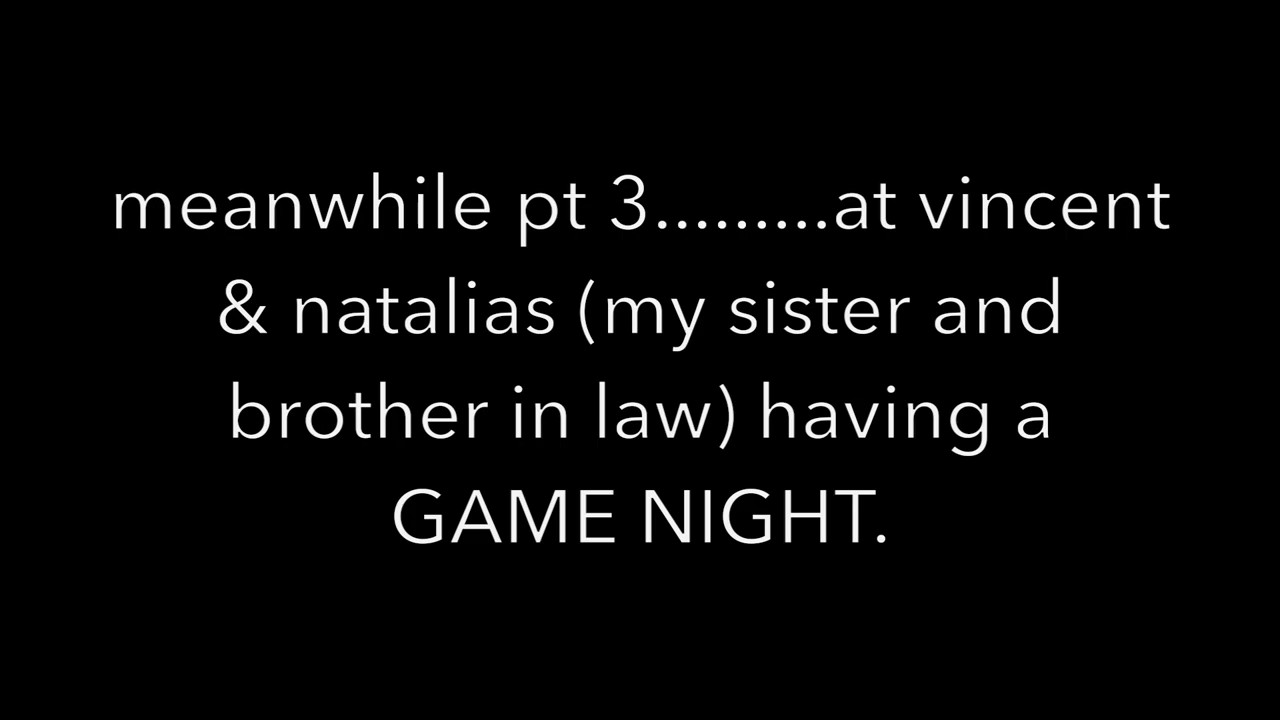 meanwhile pt 3.........at vincent
& natalias (my sister and
brother in law) having a
GAME NIGHT.